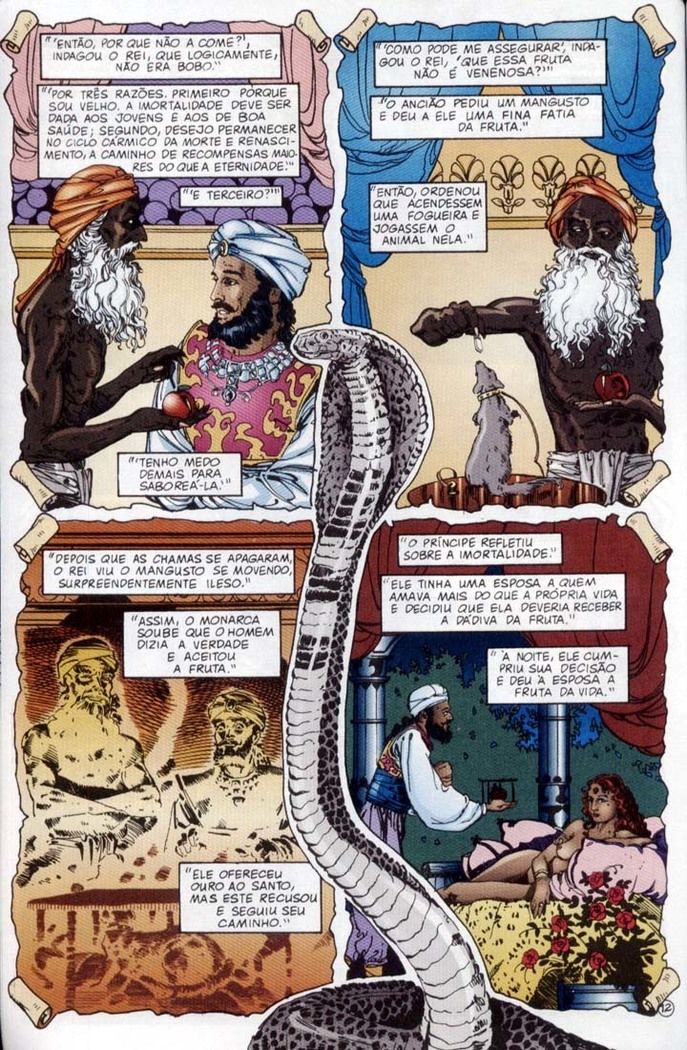 "'ENTÃO, POR QUE NÃO A COME?',
INDAGOU O REI, QUE LOGICAMENTE,
NÃO ERA BOBO."
"'POR TRÊS RAZÕES. PRIMEIRO PORQUE
SOU VELHO. A IMORTALIDADE DEVE SER
DADA AOS JOVENS E AOS DE BOA
SAÚDE; SEGUNDO, DESEJO PERMANECER
NO CICLO CÁRMICO DA MORTE E RENASCI-
MENTO, A CAMINHO DE RECOMPENSAS MAIO-
RES DO QUE A ETERNIDADE.'"
"'E TERCEIRO?'"
"'TENHO MEDO
DEMAIS PARA
SABOREÁ-LA.'"
"'COMO PODE ME ASSEGURAR', INDA-
GOU O REI, 'QUE ESSA FRUTA
NÃO É VENENOSA?'"
"O ANCIÃO PEDIU UM MANGUSTO
E DEU A ELE UMA FINA FATIA
DA FRUTA."
"ENTÃO, ORDENOU
QUE ACENDESSEM
UMA FOGUEIRA E
JOGASSEM O
ANIMAL NELA."
"DEPOIS QUE AS CHAMAS SE APAGARAM,
O REI VIU O MANGUSTO SE MOVENDO,
SURPREENDENTEMENTE ILESO."
"ASSIM, O MONARCA
SOUBE QUE O HOMEM
DIZIA A VERDADE
E ACEITOU
A FRUTA."
"ELE OFERECEU
OURO AO SANTO,
MAS ESTE RECUSOU
E SEGUIU SEU
CAMINHO."
"O PRÍNCIPE REFLETIU
SOBRE A IMORTALIDADE."
"ELE TINHA UMA ESPOSA A QUEM
AMAVA MAIS DO QUE A PRÓPRIA VIDA
E DECIDIU QUE ELA DEVERIA RECEBER
A DÁDIVA DA FRUTA."
"À NOITE, ELE CUM-
PRIU SUA DECISÃO
E DEU À ESPOSA A
FRUTA DA VIDA."
12